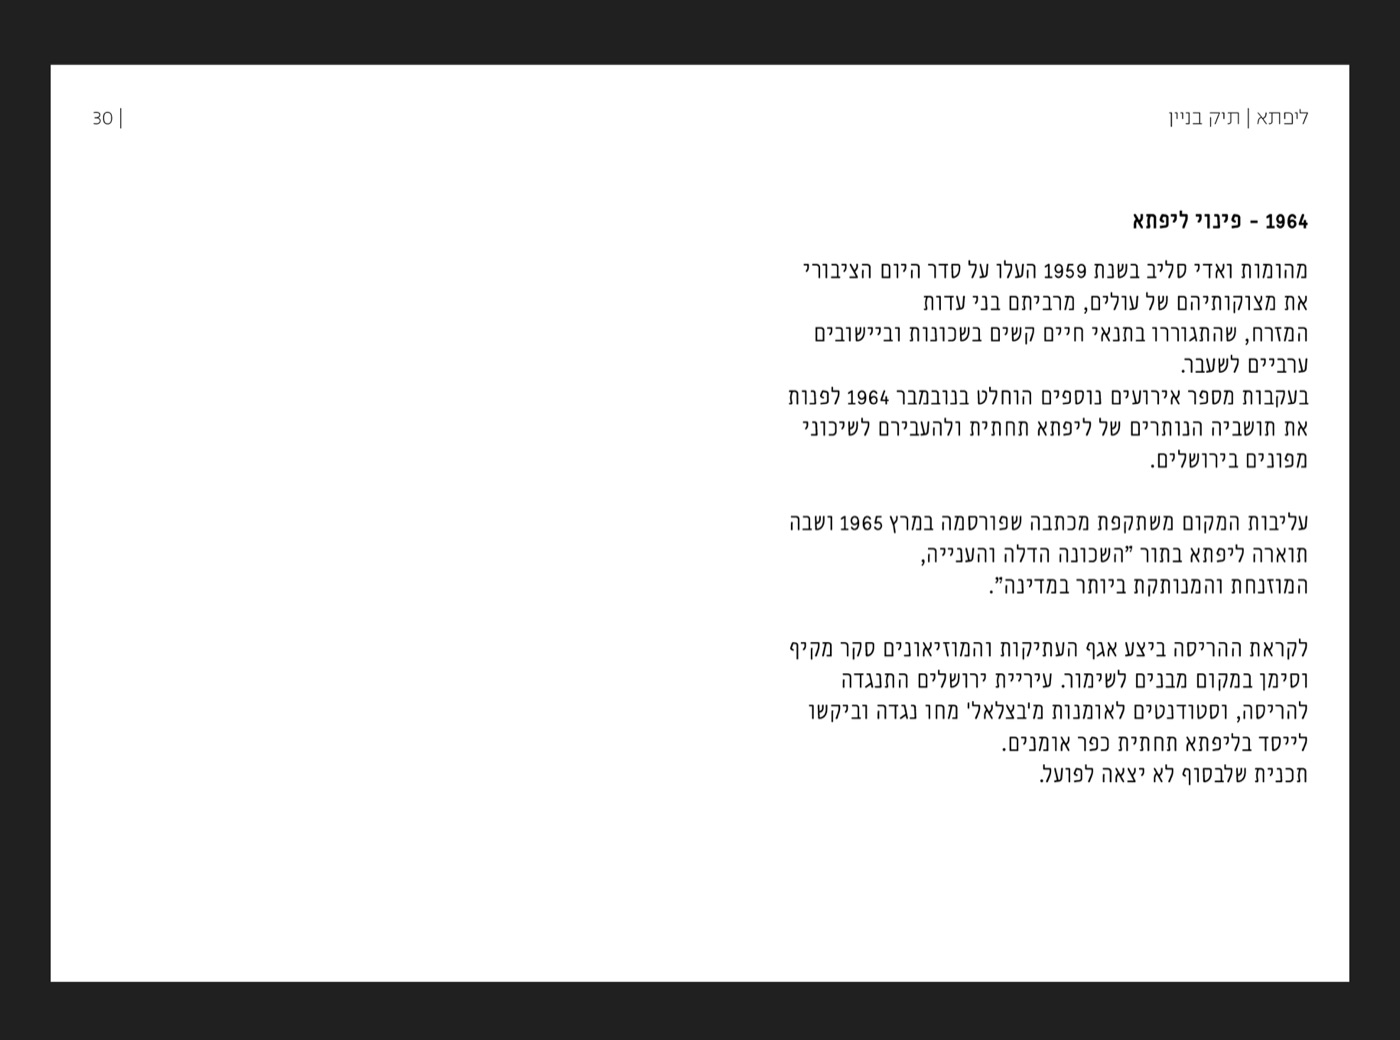 ליפתא | תיק בניין
| 30
1964 - פינוי ליפתא
מהומות ואדי סליב בשנת 1959 העלו על סדר היום הציבורי
את מצוקותיהם של עולים, מרביתם בני עדות
המזרח, שהתגוררו בתנאי חיים קשים בשכונות וביישובים
ערביים לשעבר.
בעקבות מספר אירועים נוספים הוחלט בנובמבר 1964 לפנות
את תושביה הנותרים של ליפתא תחתית ולהעבירם לשיכוני
מפונים בירושלים.
עליבות המקום משתקפת מכתבה שפורסמה במרץ 1965 ושבה
תוארה ליפתא בתור ”השכונה הדלה והענייה,
המוזנחת והמנותקת ביותר במדינה”.
לקראת ההריסה ביצע אגף העתיקות והמוזיאונים סקר מקיף
וסימן במקום מבנים לשימור. עיריית ירושלים התנגדה
להריסה, וסטודנטים לאומנות מ'בצלאל' מחו נגדה וביקשו
לייסד בליפתא תחתית כפר אומנים.
תכנית שלבסוף לא יצאה לפועל.